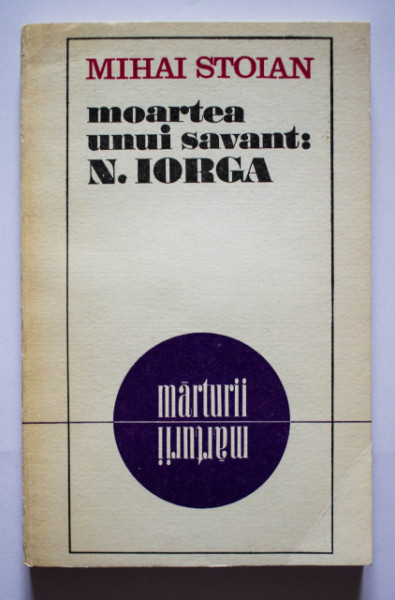 MIHAI STOIAN
moartea
unui savant:
N. IORGA
mărturii
mărturii